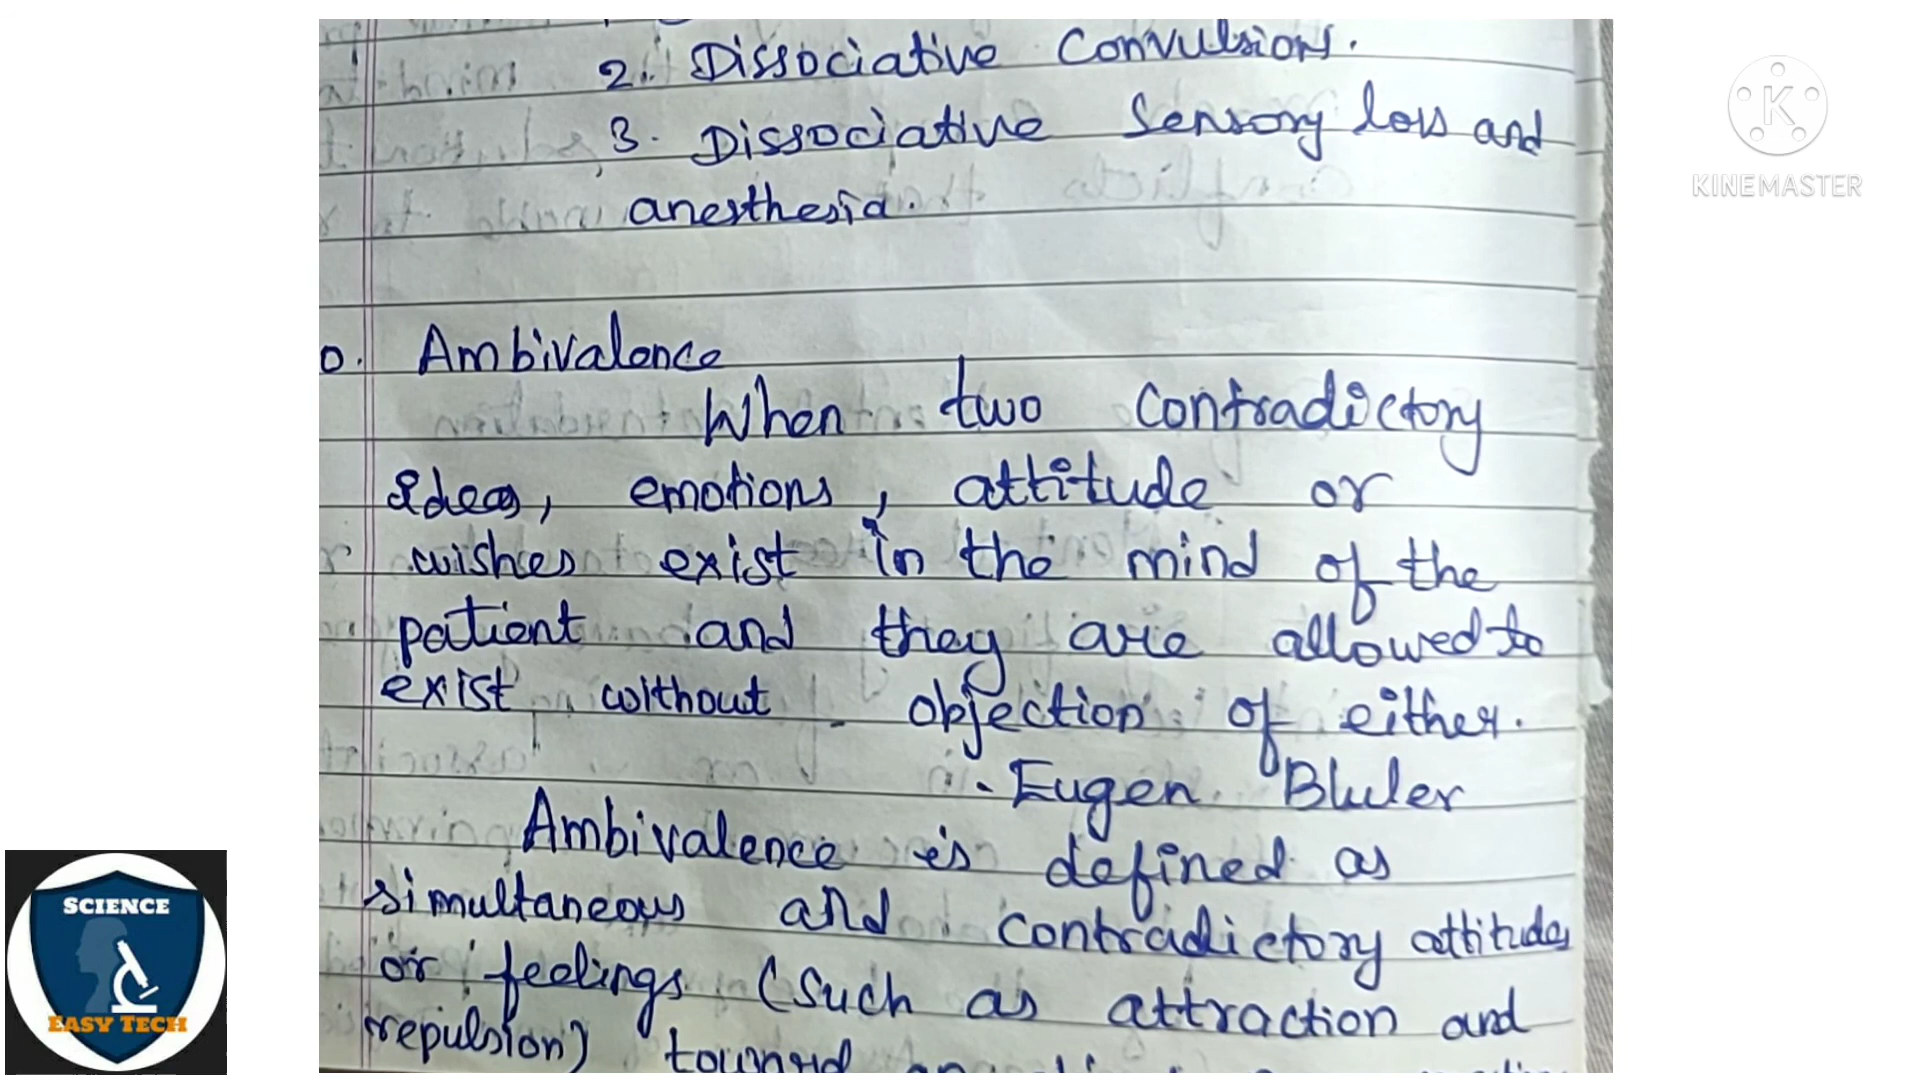 2. Dissociative Convulsion.
3. Dissociative Sensory loss and
anesthesia.
0. Ambivalence
When two contradictory
Ideas, emotions, attitude or
wishes exist in the mind of the
patient and they are allowed to
exist without objection of either.
- Eugen Bluler
Ambivalence is defined as
simultaneous and contradictory attitudes
or feelings (such as attraction and
repulsion) toward
K
KINEMASTER
SCIENCE
EASY TECH